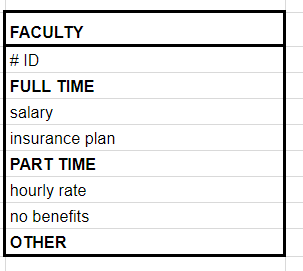 FACULTY
# ID
FULL TIME
salary
insurance plan
PART TIME
hourly rate
no benefits
OTHER